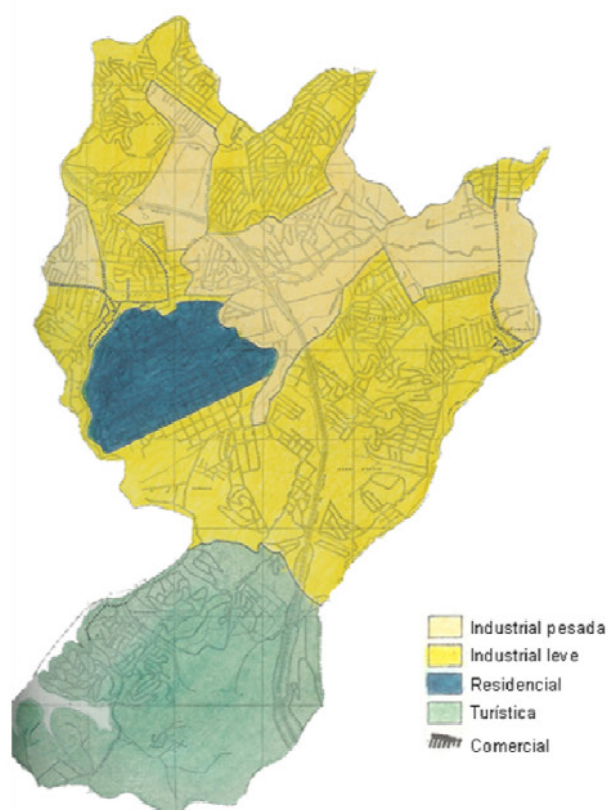 Industrial pesada
Industrial leve
Residencial
Turística
Comercial